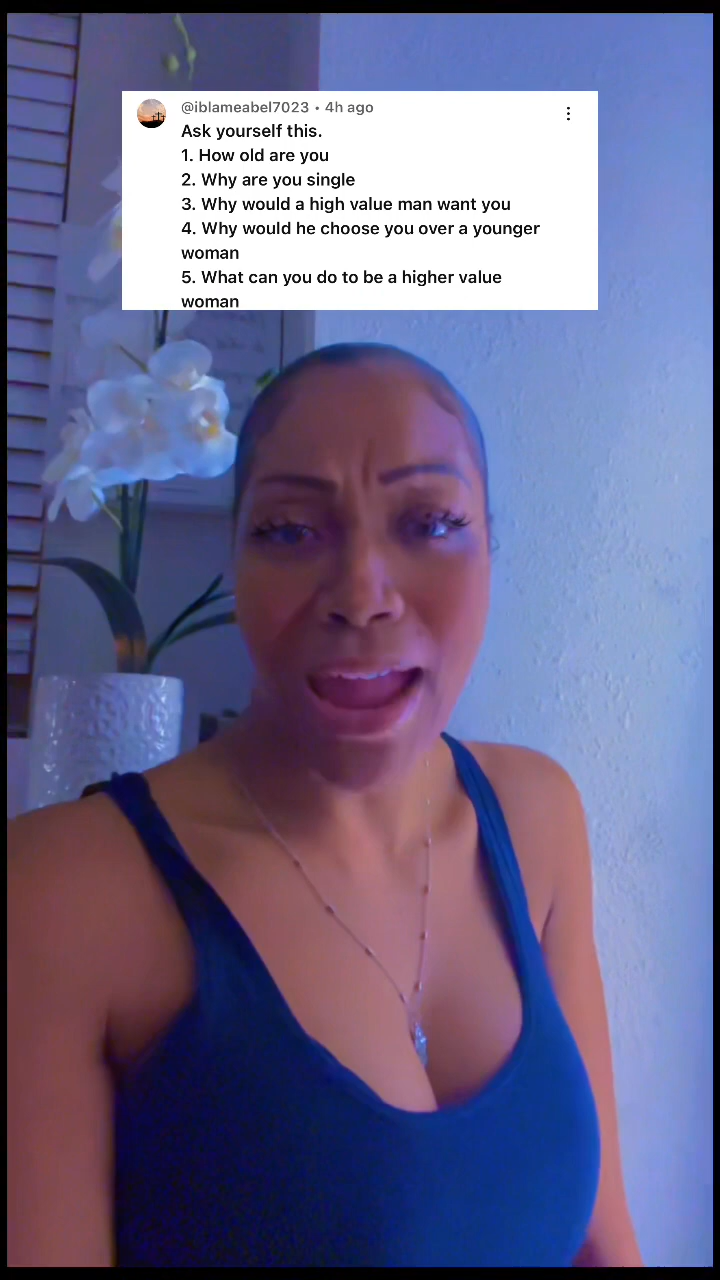 @iblameabel7023 • 4h ago
Ask yourself this.
1. How old are you
2. Why are you single
3. Why would a high value man want you
4. Why would he choose you over a younger
woman
5. What can you do to be a higher value
woman